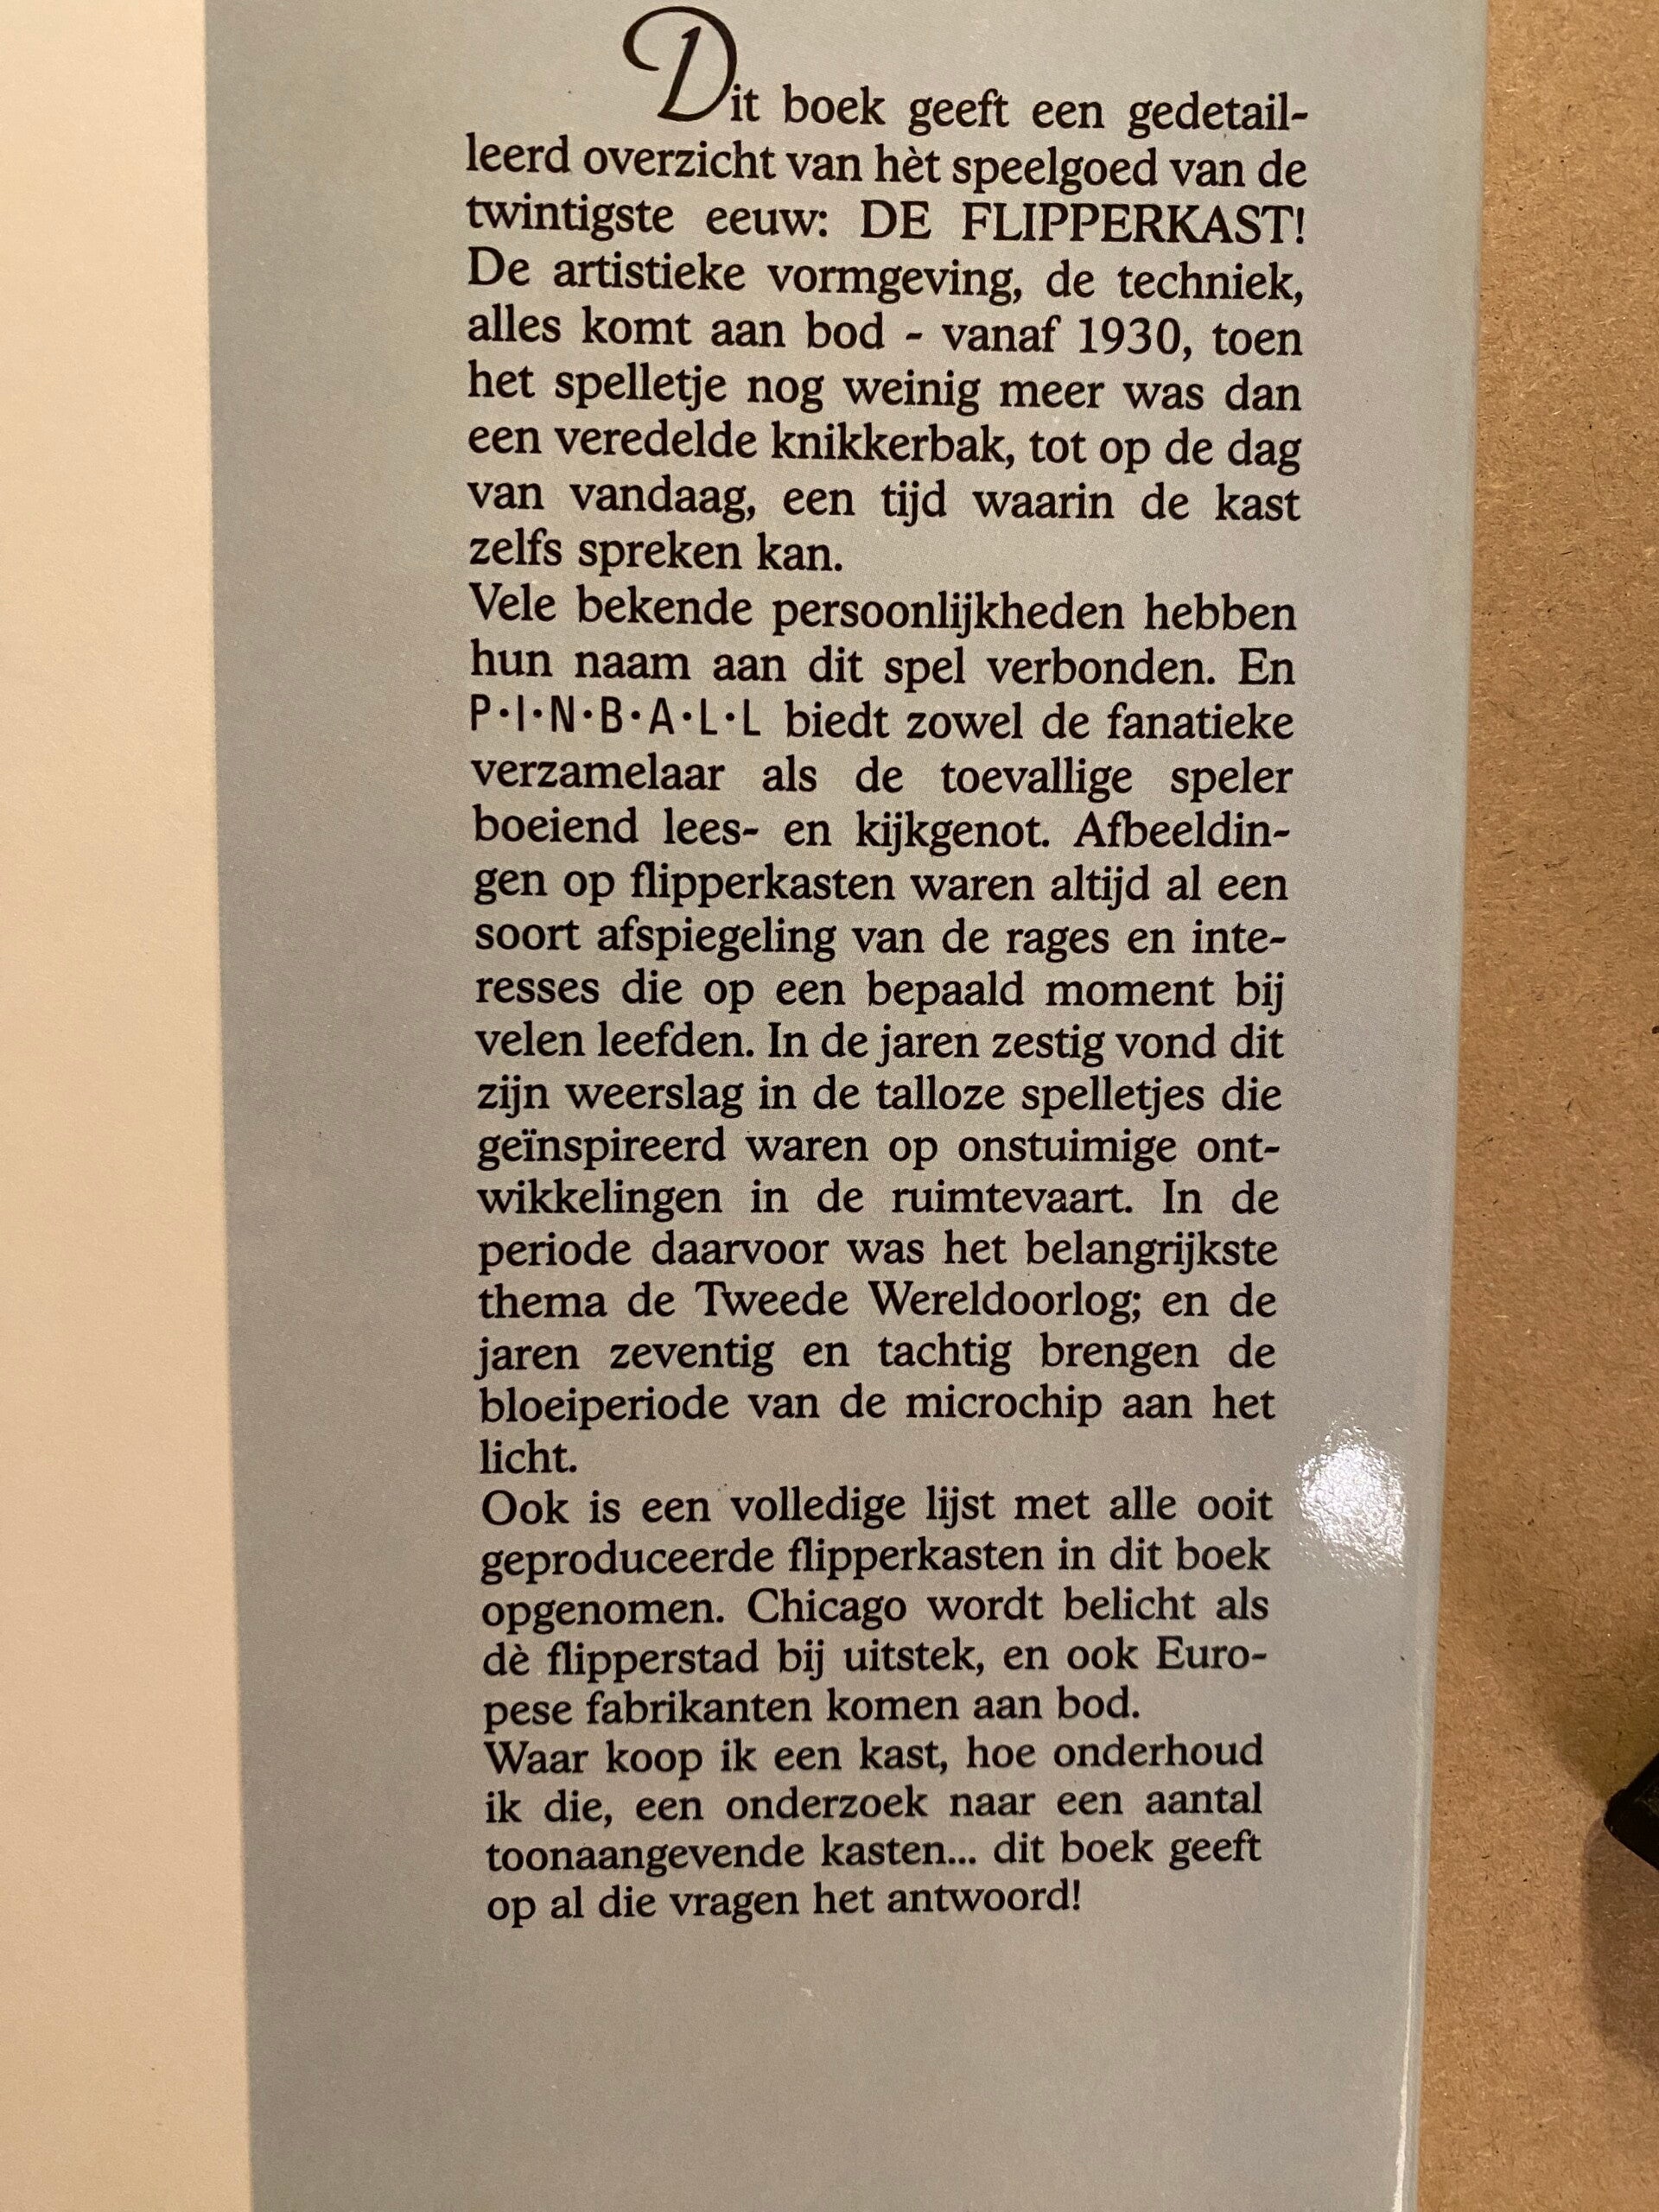 Dit boek geeft een gedetail-
leerd overzicht van hèt speelgoed van de
twintigste eeuw: DE FLIPPERKAST!
De artistieke vormgeving, de techniek,
alles komt aan bod - vanaf 1930, toen
het spelletje nog weinig meer was dan
een veredelde knikkerbak, tot op de dag
van vandaag, een tijd waarin de kast
zelfs spreken kan.
Vele bekende persoonlijkheden hebben
hun naam aan dit spel verbonden. En
P·I·N·B·A·L·L biedt zowel de fanatieke
verzamelaar als de toevallige speler
boeiend lees- en kijkgenot. Afbeeldin-
gen op flipperkasten waren altijd al een
soort afspiegeling van de rages en inte-
resses die op een bepaald moment bij
velen leefden. In de jaren zestig vond dit
zijn weerslag in de talloze spelletjes die
geïnspireerd waren op onstuimige ont-
wikkelingen in de ruimtevaart. In de
periode daarvoor was het belangrijkste
thema de Tweede Wereldoorlog; en de
jaren zeventig en tachtig brengen de
bloeiperiode van de microchip aan het
licht.
Ook is een volledige lijst met alle ooit
geproduceerde flipperkasten in dit boek
opgenomen. Chicago wordt belicht als
dè flipperstad bij uitstek, en ook Euro-
pese fabrikanten komen aan bod.
Waar koop ik een kast, hoe onderhoud
ik die, een onderzoek naar een aantal
toonaangevende kasten... dit boek geeft
op al die vragen het antwoord!